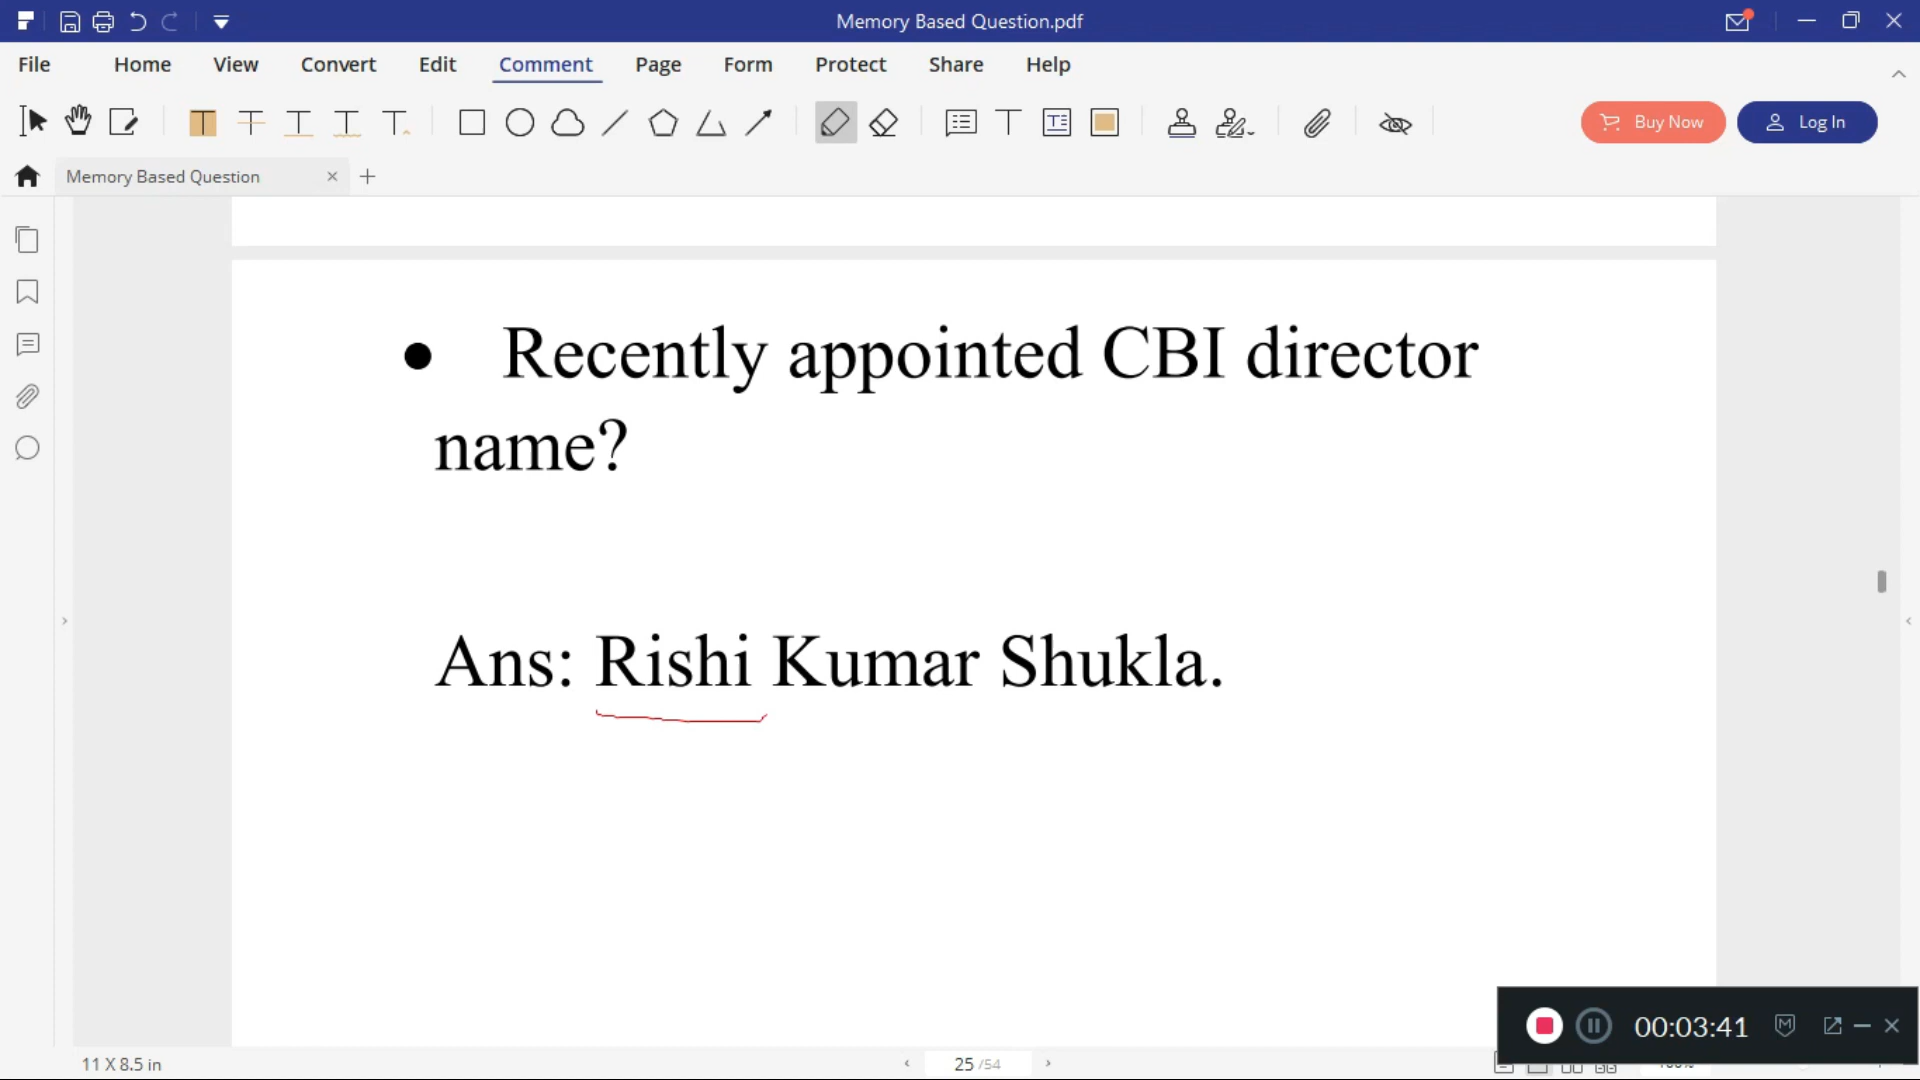 Memory Based Question.pdf
File Home View Convert Edit Comment Page Form Protect Share Help
Buy Now Log In
Memory Based Question
• Recently appointed CBI director
name?
Ans: Rishi Kumar Shukla.
00:03:41
11 X 8.5 in 25 /54